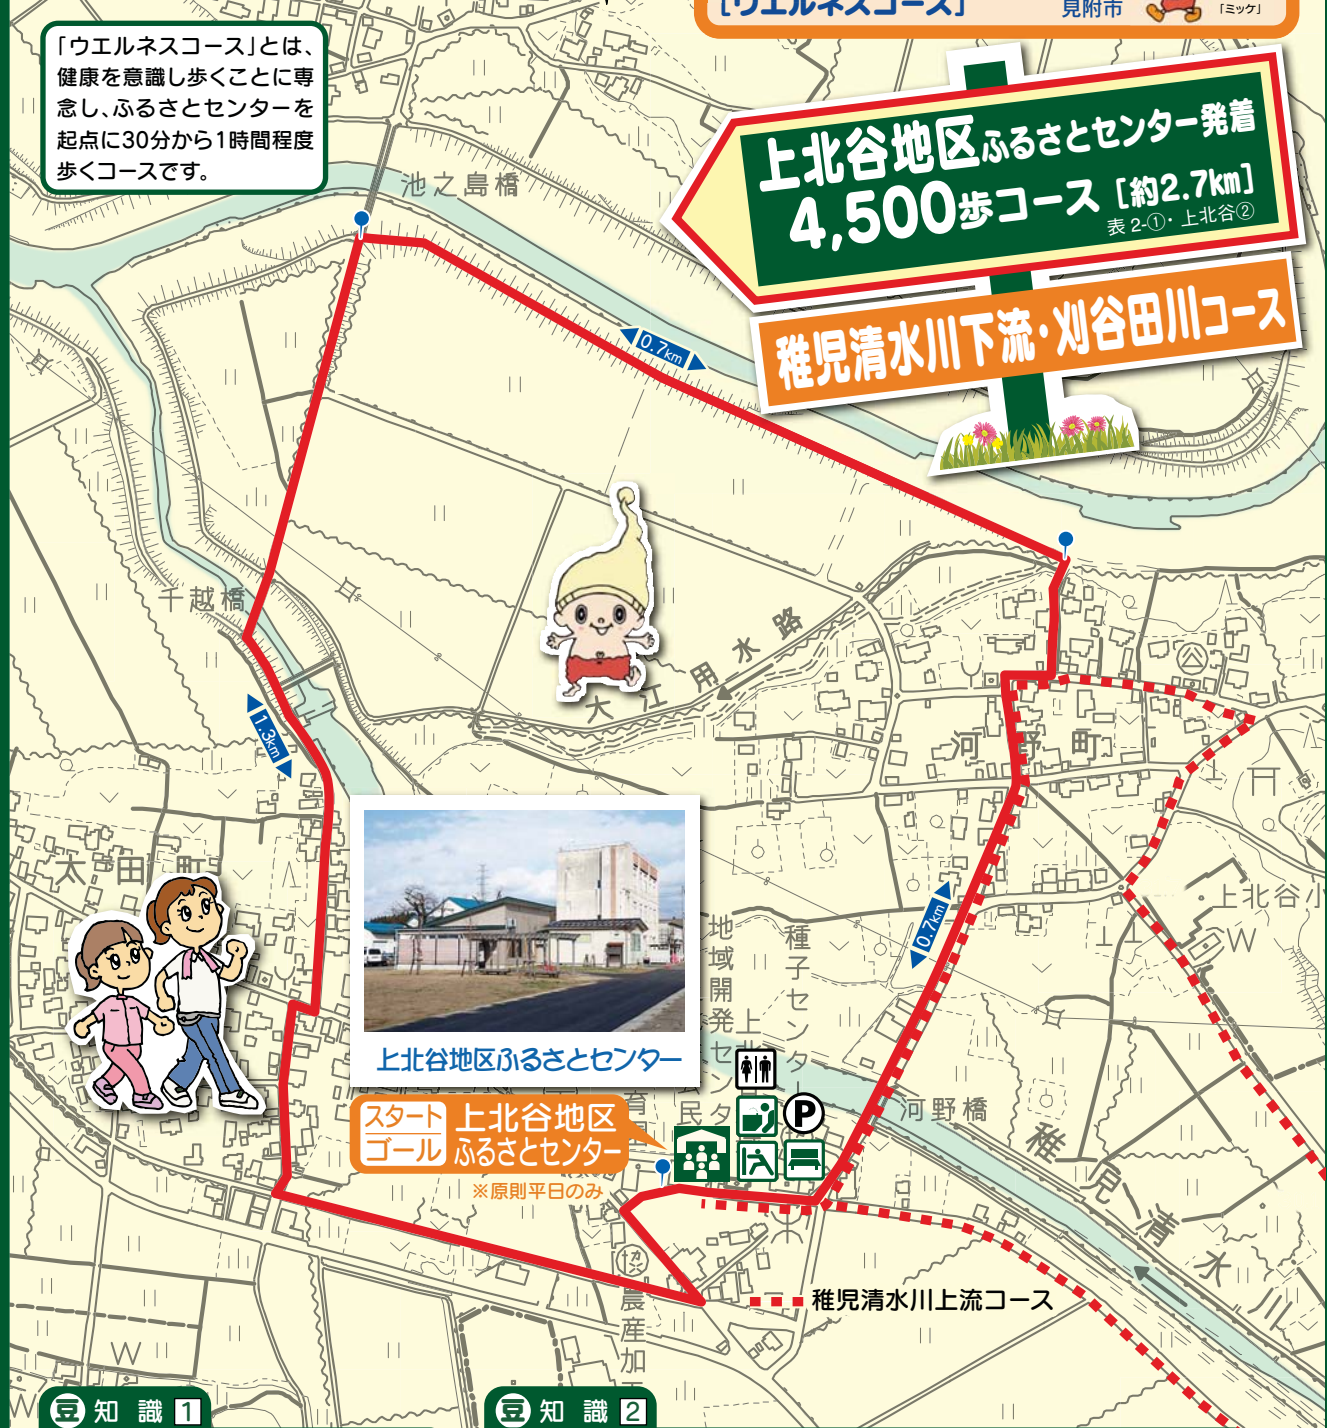 [ウエルネスコース]
見附市
「ミッケ」
「ウエルネスコース」とは、
健康を意識し歩くことに専
念し、ふるさとセンターを
起点に30分から1時間程度
歩くコースです。
上北谷地区ふるさとセンター発着
4,500歩コース [約2.7km]
表 2-①・上北谷②
稚児清水川下流・刈谷田川コース
池之島橋
0.7km
千越橋
大江用水路
1.3km
河野町
太田町
上北谷小
W
0.7km
地域開発センター
種子センター
上北谷地区ふるさとセンター
河野橋
P
稚児清水川
スタート
ゴール
上北谷地区
ふるさとセンター
※原則平日のみ
協
農産加
稚児清水川上流コース
W
W
豆知識1
豆知識2